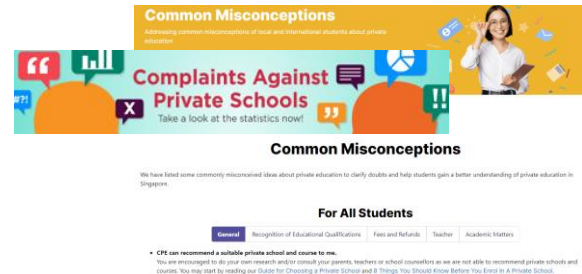 Common Misconceptions
Addressing common misconceptions of local and international students about private
education
Complaints Against
Private Schools
Take a look at the statistics now!
#?!
X
!!
Common Misconceptions
We have listed some commonly misconceived ideas about private education to clarify doubts and help students gain a better understanding of private education in
Singapore.
For All Students
General
Recognition of Educational Qualifications
Fees and Refunds
Teacher
Academic Matters
• CPE can recommend a suitable private school and course to me.
You are encouraged to do your own research and/or consult your parents, teachers or school counsellors as we are not able to recommend private schools and
courses. You may start by reading our Guide for Choosing a Private School and 8 Things You Should Know Before You Enrol in A Private School.